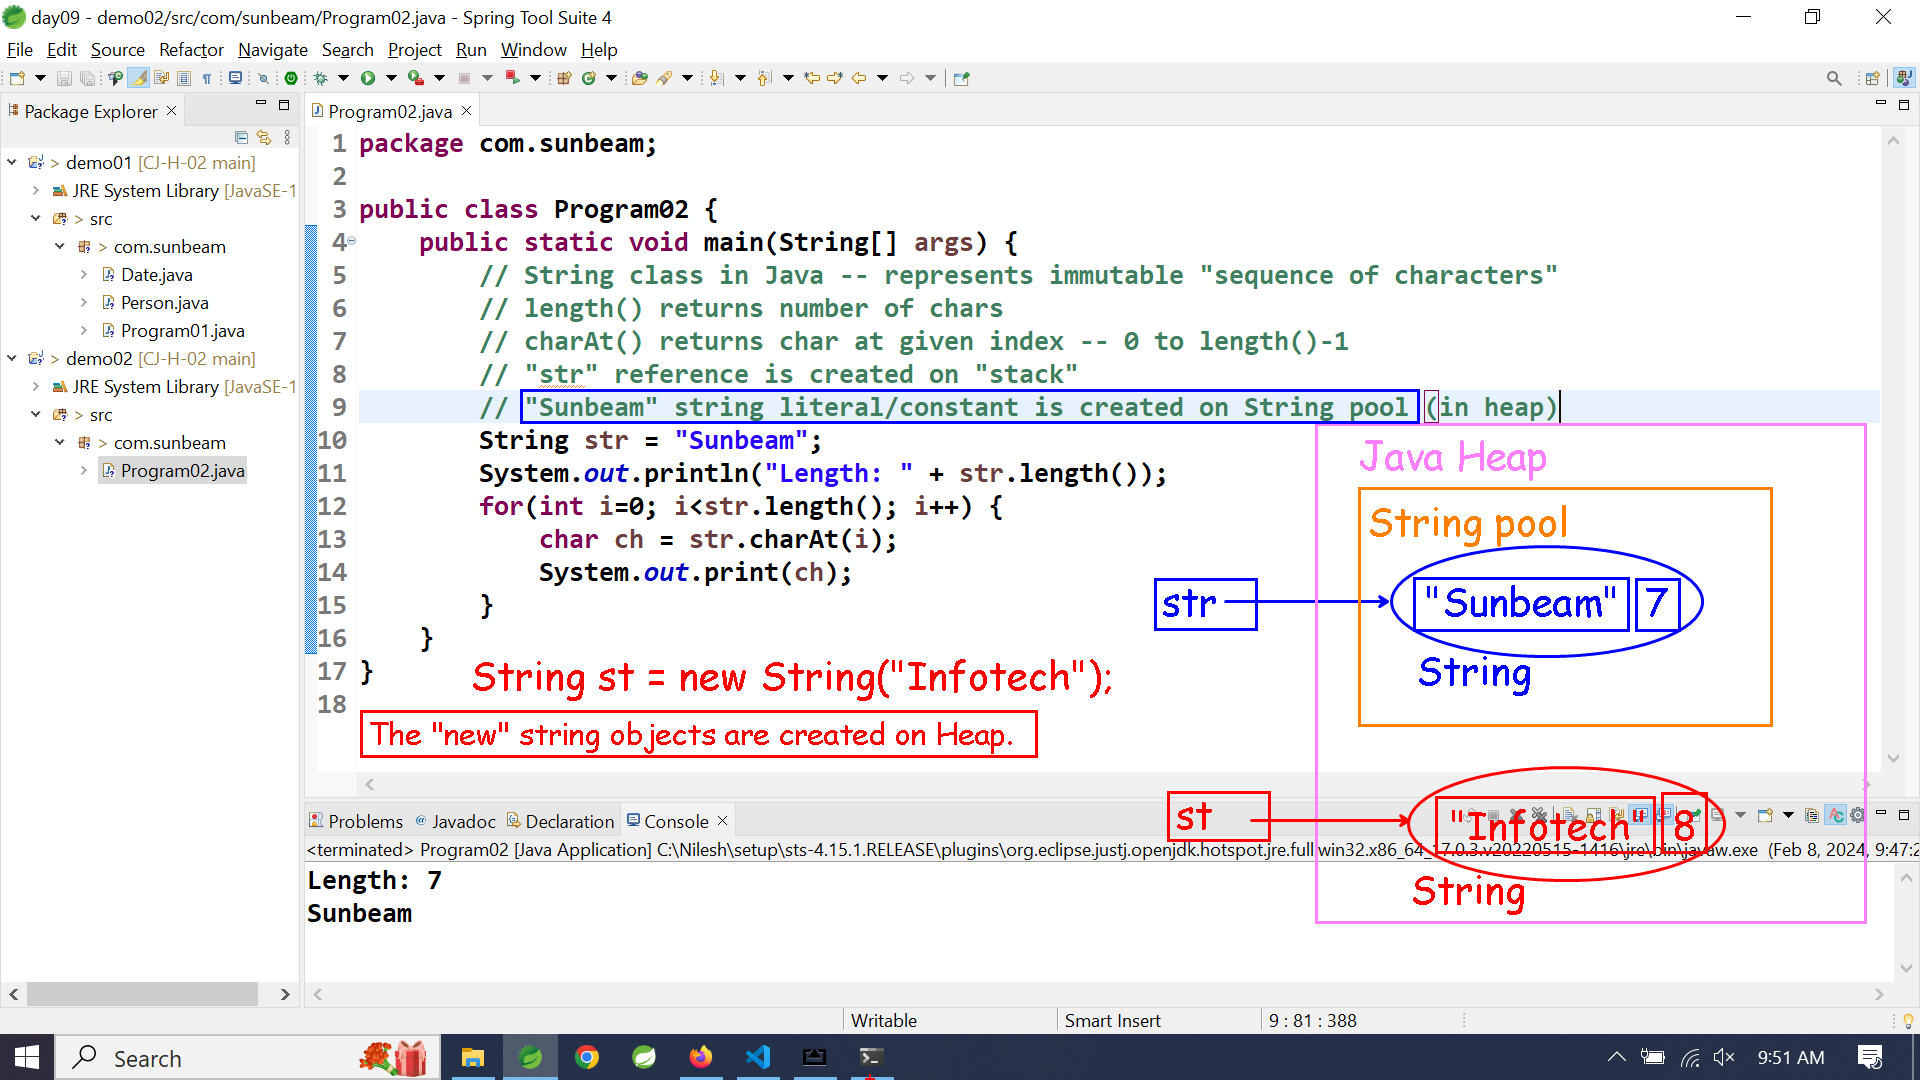 day09 - demo02/src/com/sunbeam/Program02.java - Spring Tool Suite 4
File Edit Source Refactor Navigate Search Project Run Window Help
Package Explorer
> demo01 [CJ-H-02 main]
JRE System Library [JavaSE-1
> src
> com.sunbeam
Date.java
Person.java
Program01.java
> demo02 [CJ-H-02 main]
JRE System Library [JavaSE-1
> src
> com.sunbeam
Program02.java
Program02.java
1 package com.sunbeam;
2
3 public class Program02 {
4 public static void main(String[] args) {
5 // String class in Java -- represents immutable "sequence of characters"
6 // length() returns number of chars
7 // charAt() returns char at given index -- 0 to length()-1
8 // "str" reference is created on "stack"
9 // "Sunbeam" string literal/constant is created on String pool (in heap)
10 String str = "Sunbeam";
11 System.out.println("Length: " + str.length());
12 for(int i=0; i<str.length(); i++) {
13 char ch = str.charAt(i);
14 System.out.print(ch);
15 }
16 }
17 }
18
String st = new String("Infotech");
The "new" string objects are created on Heap.
Java Heap
String pool
str
"Sunbeam" 7
String
st
"Infotech" 8
String
Problems Javadoc Declaration Console
<terminated> Program02 [Java Application] C:\Nilesh\setup\sts-4.15.1.RELEASE\plugins\org.eclipse.justj.openjdk.hotspot.jre.full.win32.x86_64_17.0.3.v20220515-1416\jre\bin\javaw.exe (Feb 8, 2024, 9:47:2
Length: 7
Sunbeam
Writable Smart Insert 9 : 81 : 388
Search
9:51 AM